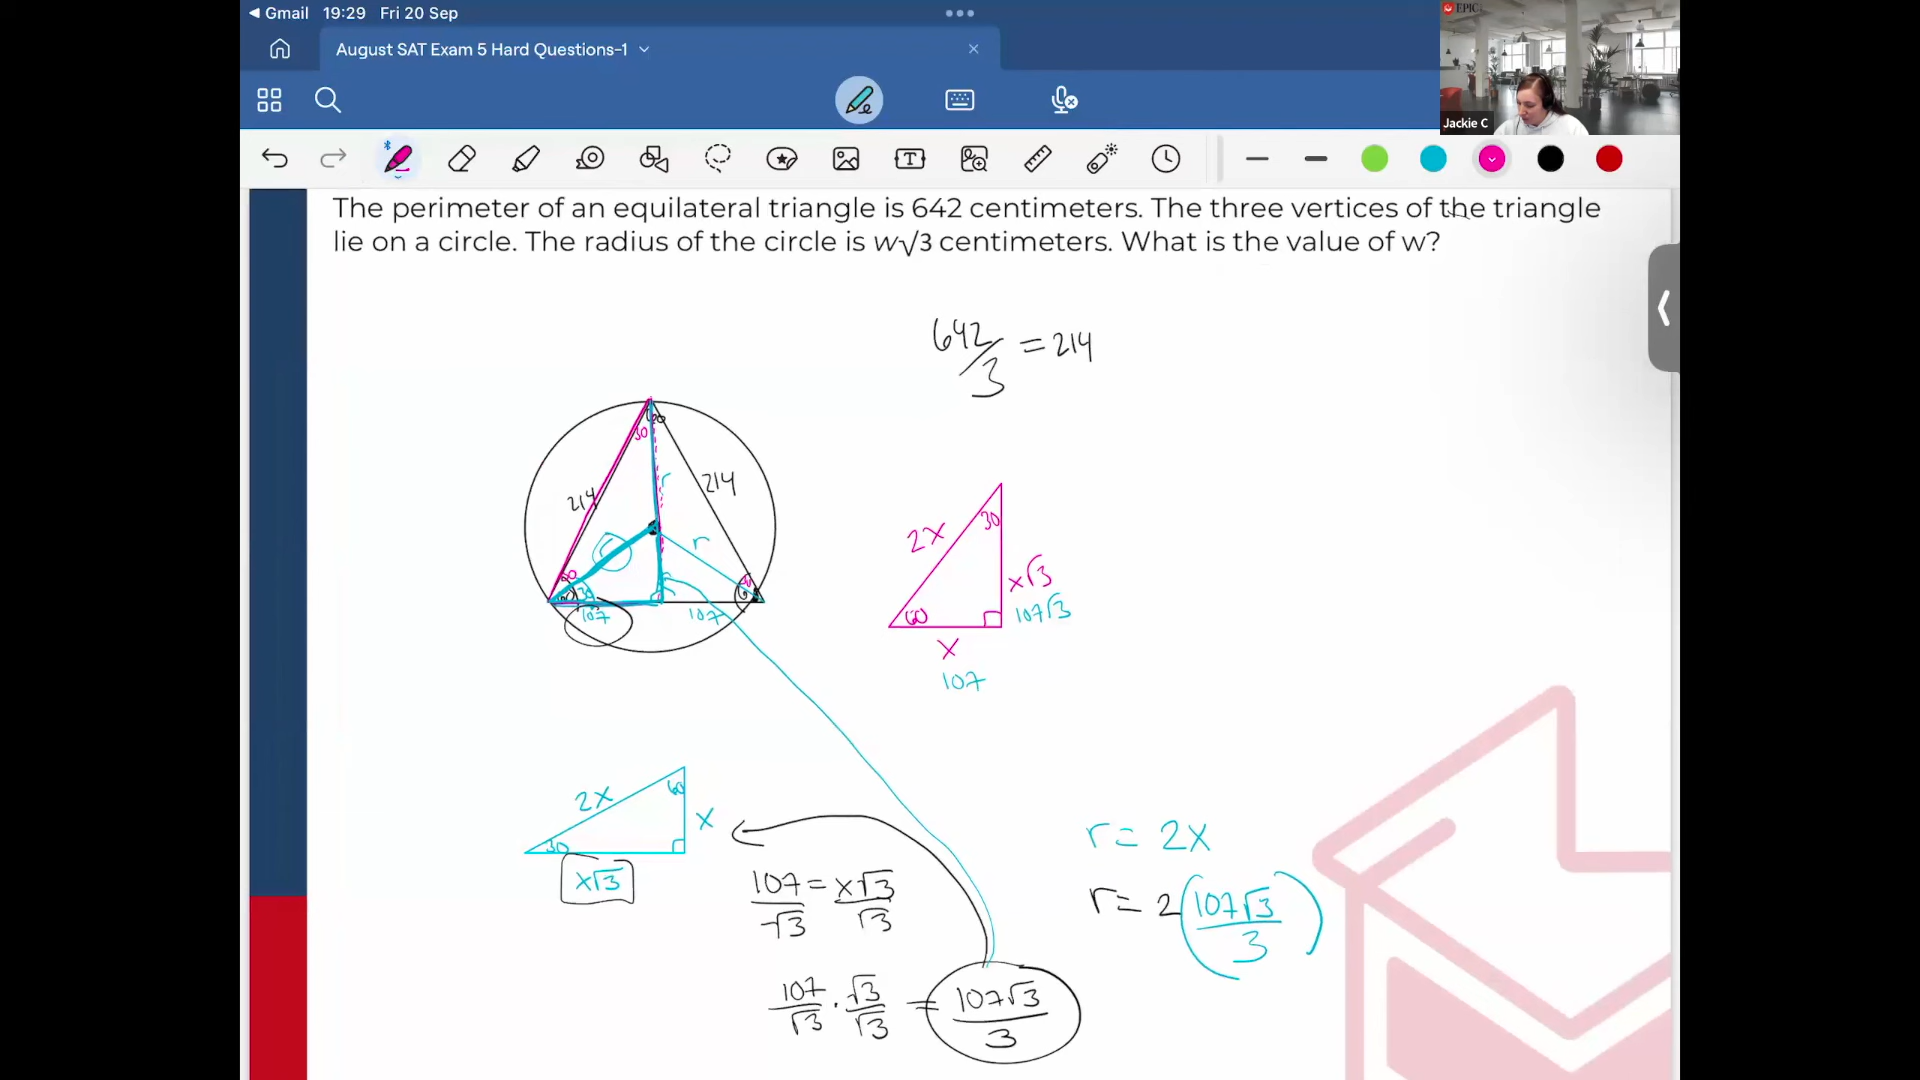 Gmail 19:29 Fri 20 Sep
August SAT Exam 5 Hard Questions-1
EPIC
Jackie C
The perimeter of an equilateral triangle is 642 centimeters. The three vertices of the triangle
lie on a circle. The radius of the circle is w√3 centimeters. What is the value of w?
642/3 = 214
60
30
r
214
214
r
r
60
60 30
107
107
2x
30
x√3
107√3
60
x
107
2x
60
x
30
x√3
107/√3 = x√3/√3
107/√3 · √3/√3 = 107√3/3
r = 2x
r = 2(107√3/3)